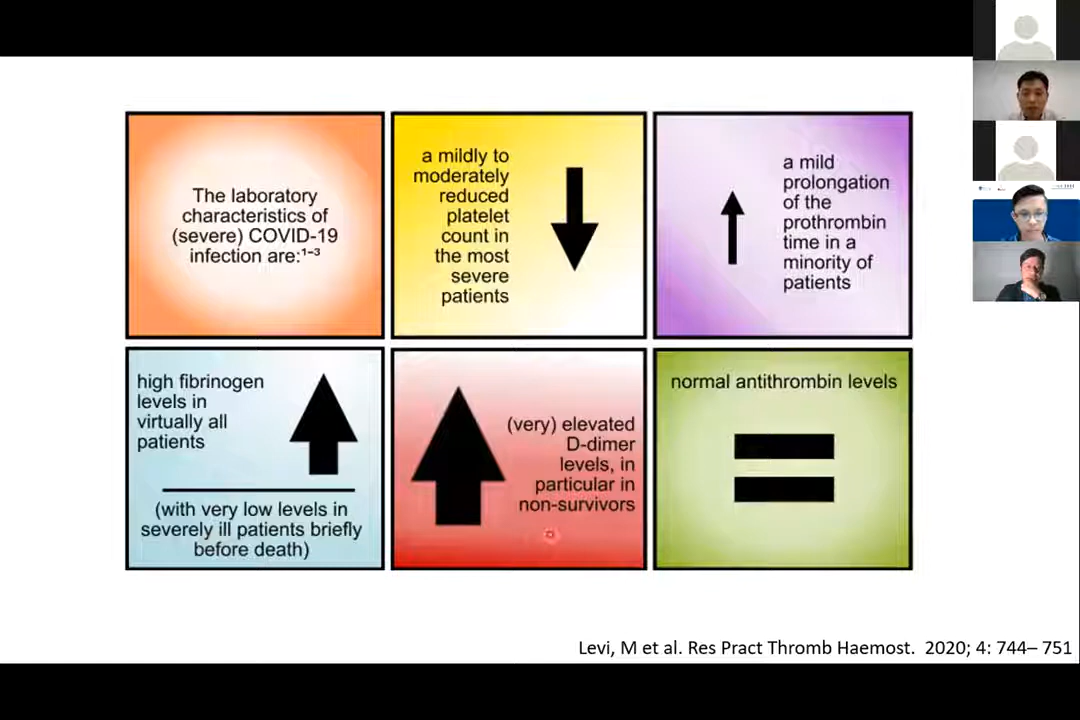 The laboratory
characteristics of
(severe) COVID-19
infection are:¹⁻³
a mildly to
moderately
reduced
platelet
count in
the most
severe
patients
a mild
prolongation
of the
prothrombin
time in a
minority of
patients
high fibrinogen
levels in
virtually all
patients
(with very low levels in
severely ill patients briefly
before death)
(very) elevated
D-dimer
levels, in
particular in
non-survivors
normal antithrombin levels
Levi, M et al. Res Pract Thromb Haemost. 2020; 4: 744– 751